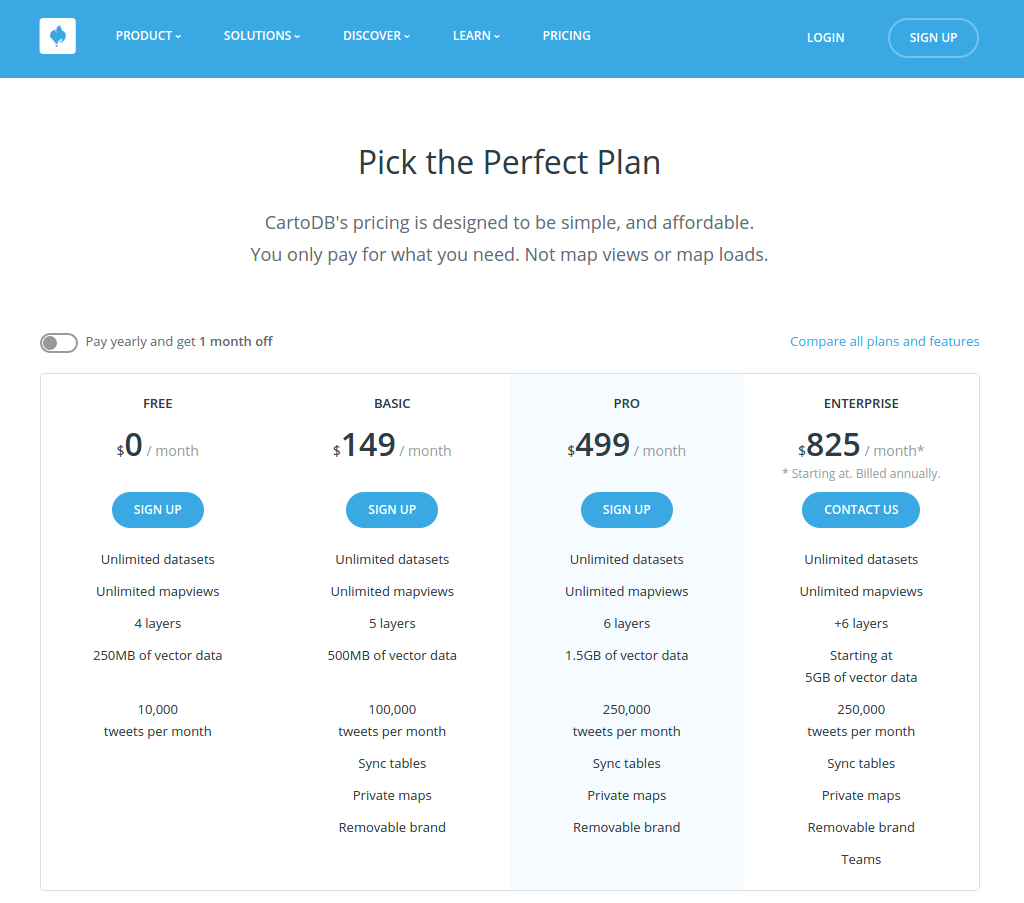 PRODUCT
SOLUTIONS
DISCOVER
LEARN
PRICING
LOGIN
SIGN UP
Pick the Perfect Plan
CartoDB's pricing is designed to be simple, and affordable.
You only pay for what you need. Not map views or map loads.
Pay yearly and get 1 month off
Compare all plans and features
FREE
$0 / month
SIGN UP
Unlimited datasets
Unlimited mapviews
4 layers
250MB of vector data
10,000
tweets per month
BASIC
$149 / month
SIGN UP
Unlimited datasets
Unlimited mapviews
5 layers
500MB of vector data
100,000
tweets per month
Sync tables
Private maps
Removable brand
PRO
$499 / month
SIGN UP
Unlimited datasets
Unlimited mapviews
6 layers
1.5GB of vector data
250,000
tweets per month
Sync tables
Private maps
Removable brand
ENTERPRISE
$825 / month*
* Starting at. Billed annually.
CONTACT US
Unlimited datasets
Unlimited mapviews
+6 layers
Starting at
5GB of vector data
250,000
tweets per month
Sync tables
Private maps
Removable brand
Teams